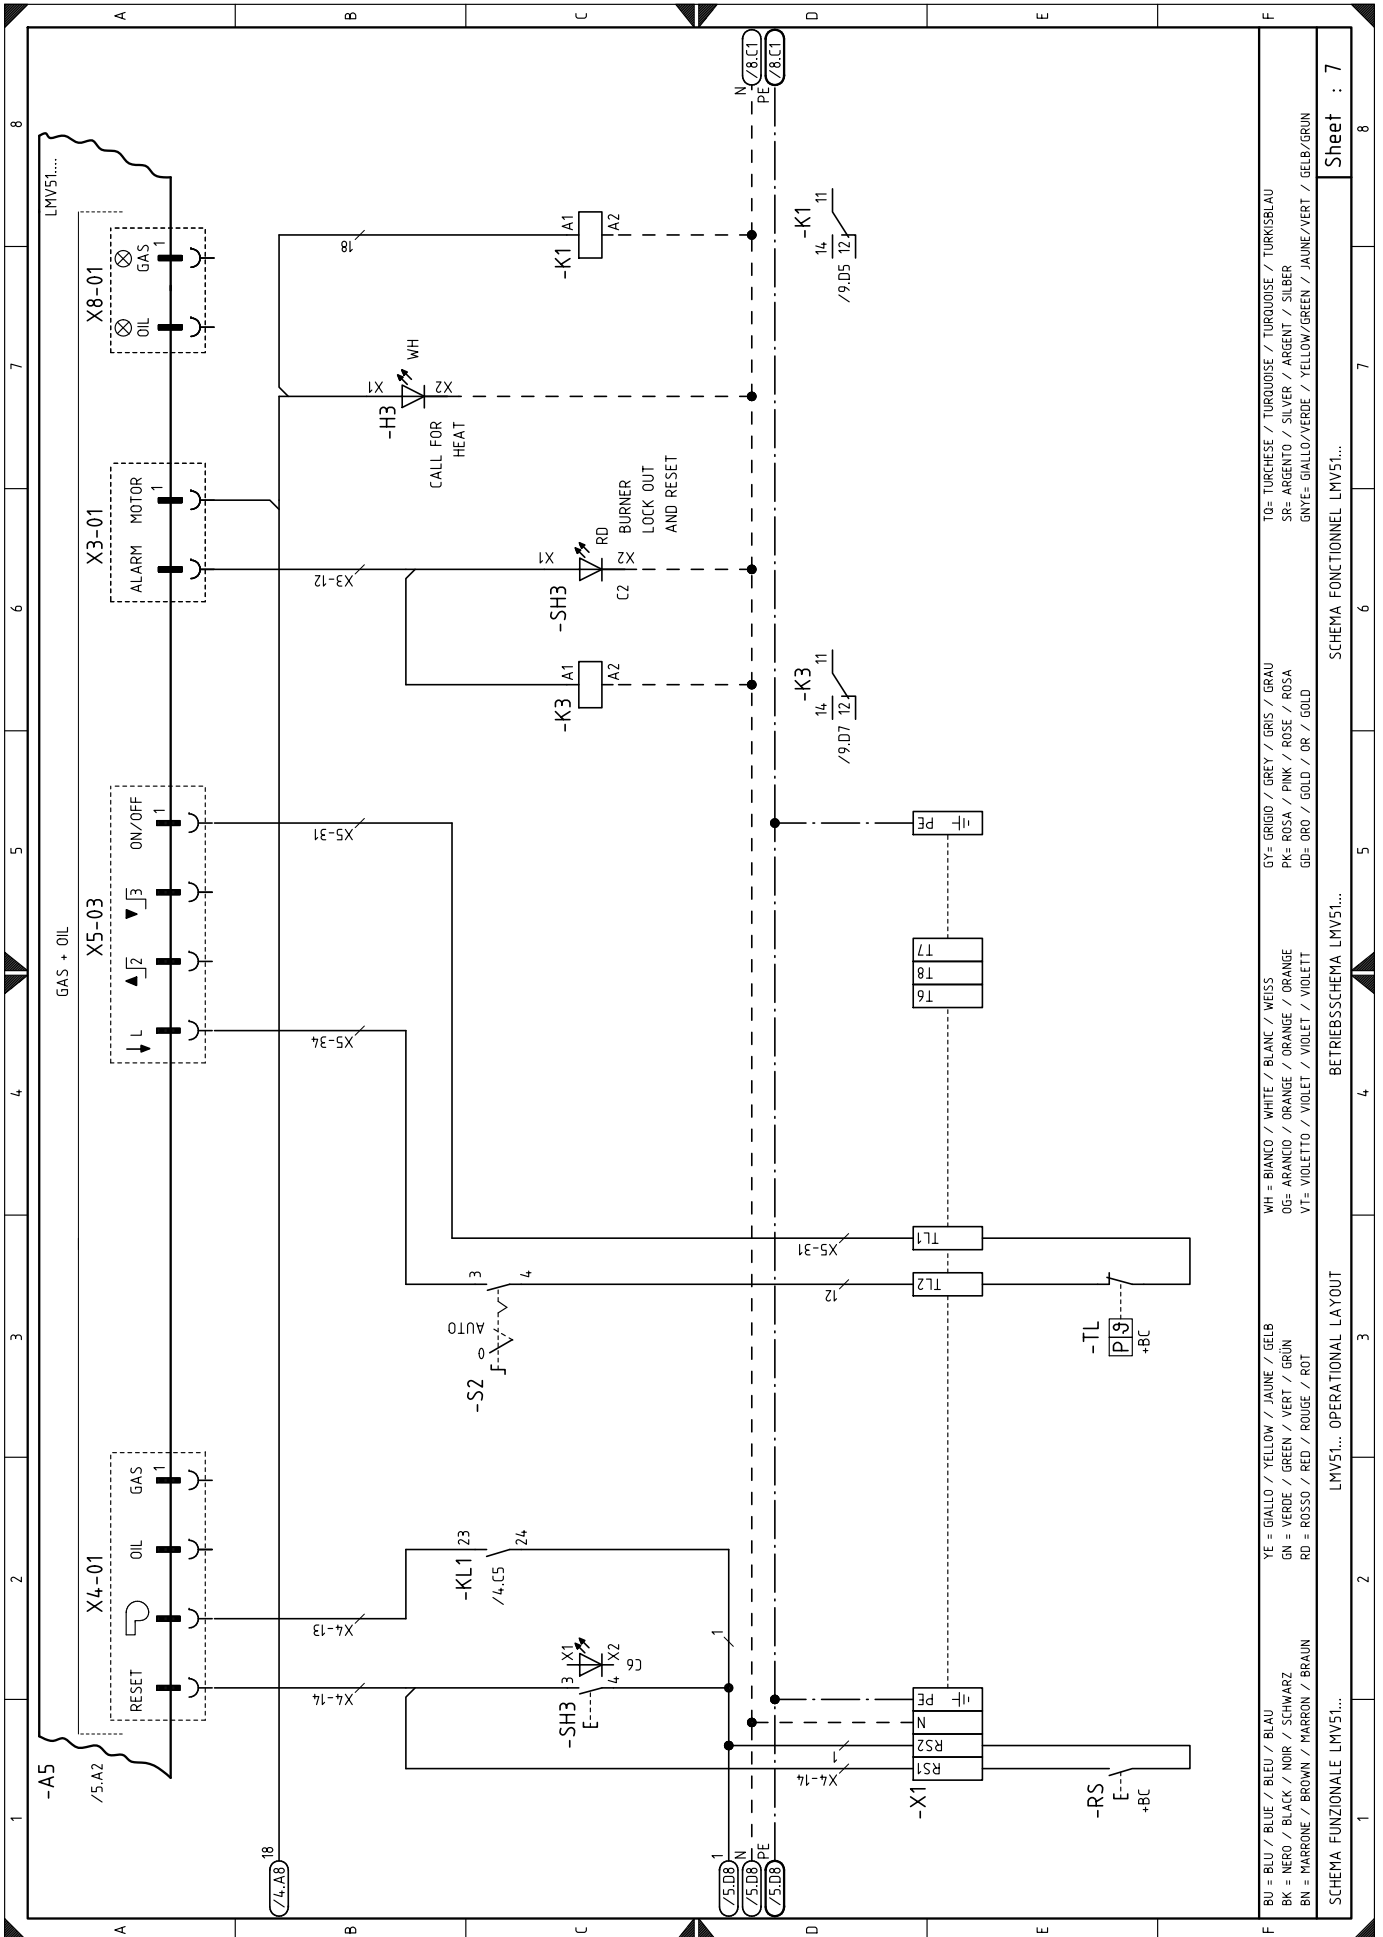 1 2 3 4 5 6 7 8
A
B
C
D
E
F
-A5
/5.A2
GAS + OIL
LMV51....
X4-01
RESET
OIL
GAS
1
X5-03
L
2
3
ON/OFF
1
X3-01
ALARM
MOTOR
1
X8-01
OIL
GAS
1
/4.A8
18
X4-14
X4-13
X5-34
X5-31
X3-12
18
-SH3
3
4
X1
X2
C6
-KL1
23
24
/4.C5
-S2
0
AUTO
3
4
-K3
A1
A2
-SH3
X1
X2
C2
RD
BURNER
LOCK OUT
AND RESET
-H3
X1
X2
WH
CALL FOR
HEAT
-K1
A1
A2
1
/5.D8
1
/5.D8
N
/5.D8
PE
N
/8.C1
PE
/8.C1
X4-14
1
12
X5-31
-K3
11
14
12
/9.D7
-K1
11
14
12
/9.D5
-X1
RS1
RS2
N
PE
TL2
TL1
T6
T8
T7
PE
-RS
+BC
-TL
P
+BC
BU = BLU / BLUE / BLEU / BLAU
BK = NERO / BLACK / NOIR / SCHWARZ
BN = MARRONE / BROWN / MARRON / BRAUN
YE = GIALLO / YELLOW / JAUNE / GELB
GN = VERDE / GREEN / VERT / GRÜN
RD = ROSSO / RED / ROUGE / ROT
WH = BIANCO / WHITE / BLANC / WEISS
OG= ARANCIO / ORANGE / ORANGE / ORANGE
VT= VIOLETTO / VIOLET / VIOLET / VIOLETT
GY= GRIGIO / GREY / GRIS / GRAU
PK= ROSA / PINK / ROSE / ROSA
GD= ORO / GOLD / OR / GOLD
TQ= TURCHESE / TURQUOISE / TURQUOISE / TURKISBLAU
SR= ARGENTO / SILVER / ARGENT / SILBER
GNYE= GIALLO/VERDE / YELLOW/GREEN / JAUNE/VERT / GELB/GRUN
SCHEMA FUNZIONALE LMV51...
LMV51... OPERATIONAL LAYOUT
BETRIEBSSCHEMA LMV51...
SCHEMA FONCTIONNEL LMV51...
Sheet : 7
1 2 3 4 5 6 7 8
A
B
C
D
E
F